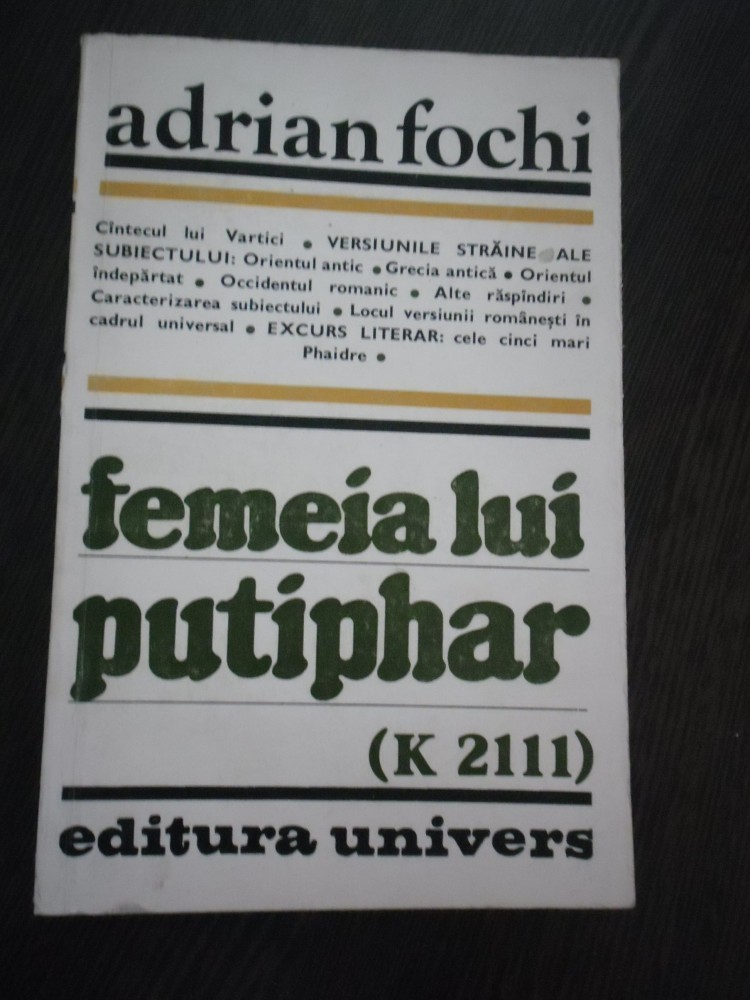 adrian fochi
Cîntecul lui Vartici • VERSIUNILE STRĂINE ALE
SUBIECTULUI: Orientul antic • Grecia antică • Orientul
îndepărtat • Occidentul romanic • Alte răspîndiri •
Caracterizarea subiectului • Locul versiunii românești în
cadrul universal • EXCURS LITERAR: cele cinci mari
Phaidre •
femeia lui
putiphar
(K 2111)
editura univers